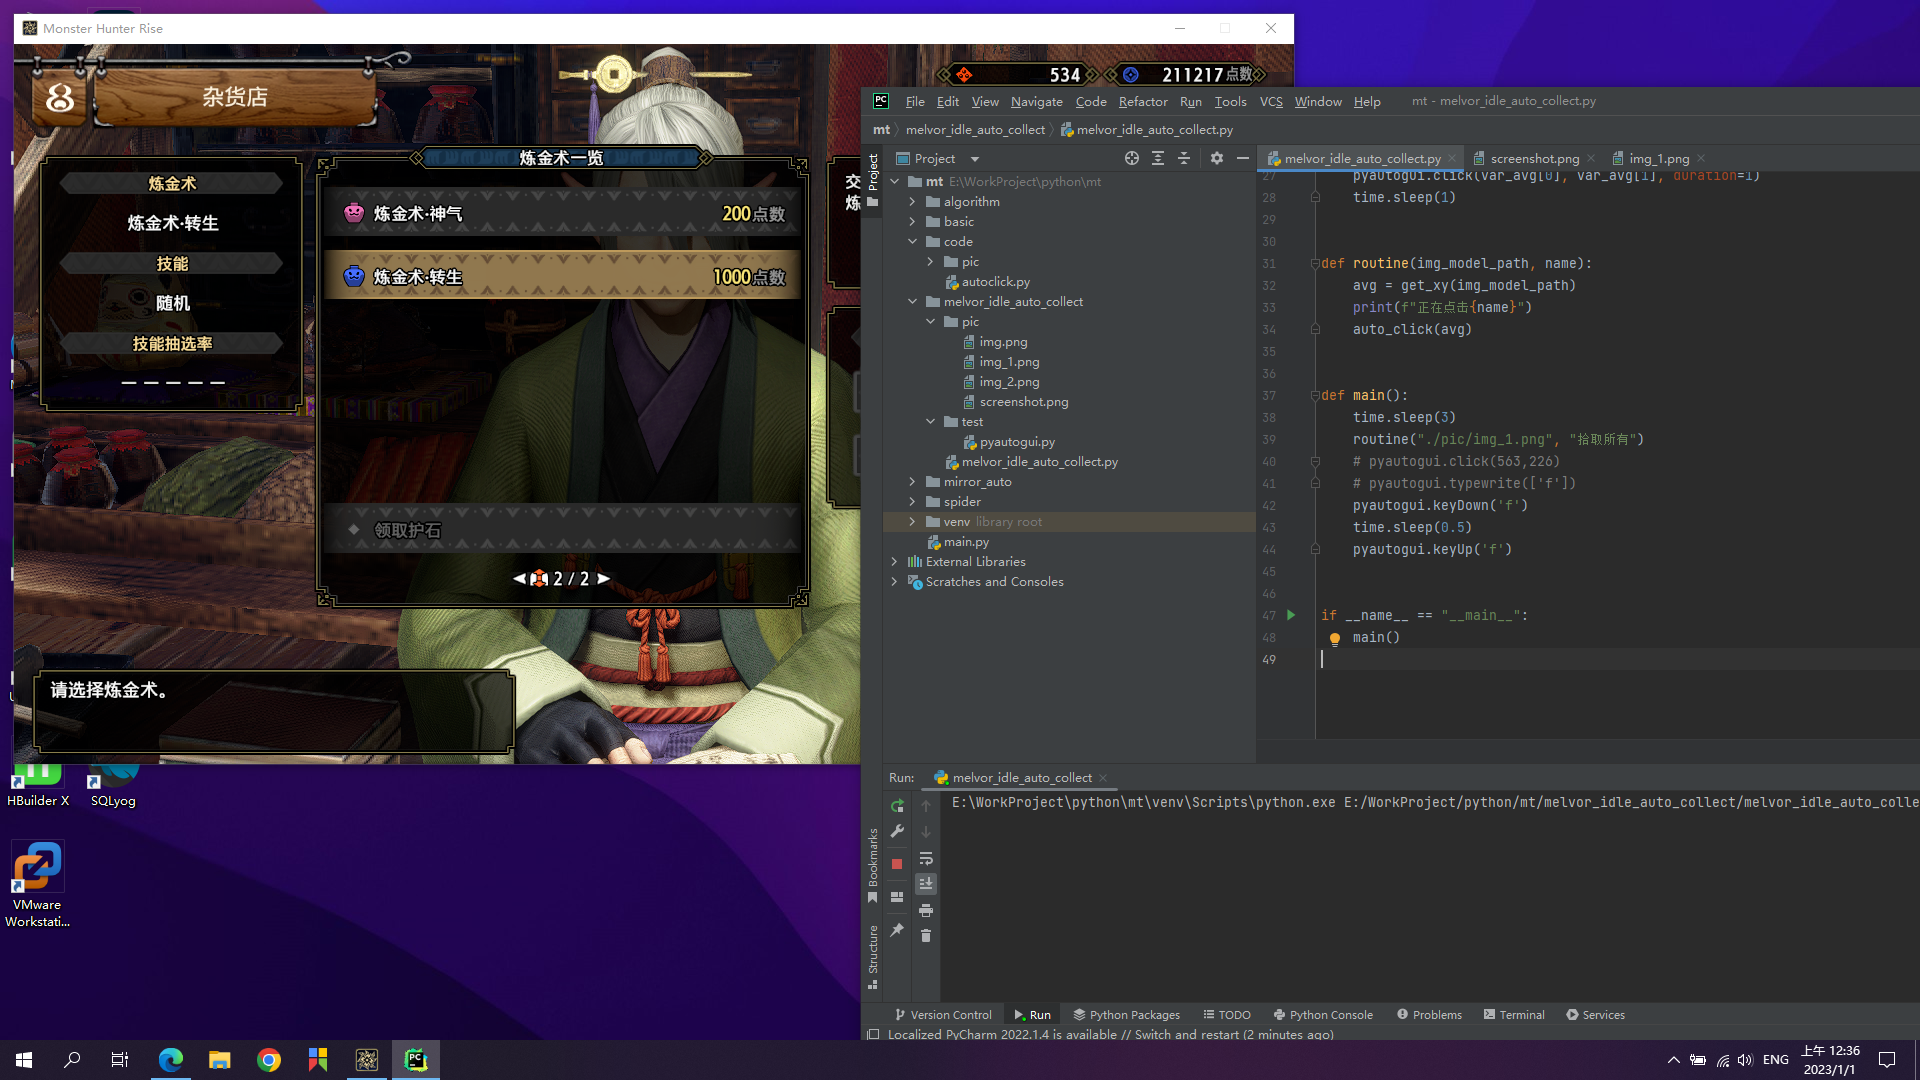 Monster Hunter Rise
杂货店
534
211217点数
炼金术
炼金术·转生
技能
随机
技能抽选率
— — — — —
炼金术一览
炼金术·神气 200点数
炼金术·转生 1000点数
领取护石
2 / 2
交
炼
请选择炼金术。
HBuilder X
SQLyog
VMware
Workstati...
PC File Edit View Navigate Code Refactor Run Tools VCS Window Help mt - melvor_idle_auto_collect.py
mt melvor_idle_auto_collect melvor_idle_auto_collect.py
Project
Project
mt E:\WorkProject\python\mt
algorithm
basic
code
pic
autoclick.py
melvor_idle_auto_collect
pic
img.png
img_1.png
img_2.png
screenshot.png
test
pyautogui.py
melvor_idle_auto_collect.py
mirror_auto
spider
venv library root
main.py
External Libraries
Scratches and Consoles
melvor_idle_auto_collect.py screenshot.png img_1.png
27 pyautogui.click(var_avg[0], var_avg[1], duration=1)
28 time.sleep(1)
29
30
31 def routine(img_model_path, name):
32 avg = get_xy(img_model_path)
33 print(f"正在点击{name}")
34 auto_click(avg)
35
36
37 def main():
38 time.sleep(3)
39 routine("./pic/img_1.png", "拾取所有")
40 # pyautogui.click(563,226)
41 # pyautogui.typewrite(['f'])
42 pyautogui.keyDown('f')
43 time.sleep(0.5)
44 pyautogui.keyUp('f')
45
46
47 if __name__ == "__main__":
48 main()
49
Run: melvor_idle_auto_collect
E:\WorkProject\python\mt\venv\Scripts\python.exe E:/WorkProject/python/mt/melvor_idle_auto_collect/melvor_idle_auto_colle
Bookmarks
Structure
Version Control Run Python Packages TODO Python Console Problems Terminal Services
Localized PyCharm 2022.1.4 is available // Switch and restart (2 minutes ago)
PC
ENG
上午 12:36
2023/1/1